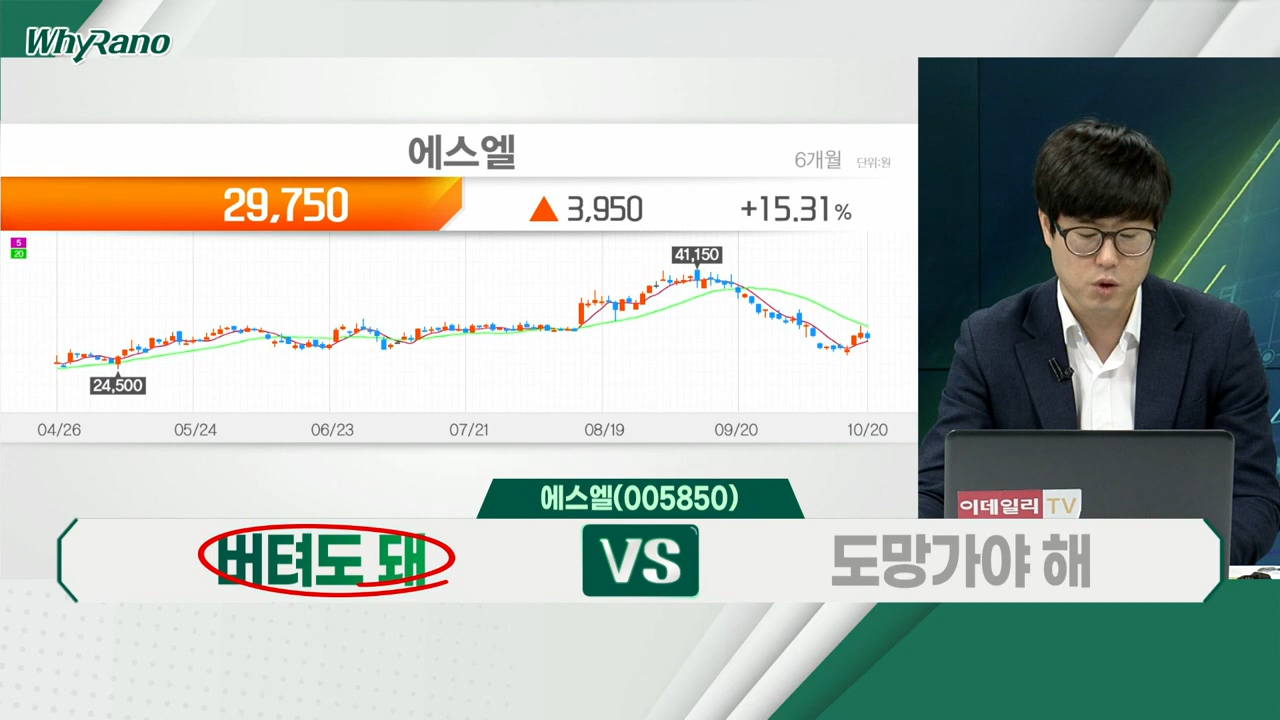 WhyRano
에스엘
6개월 단위:원
29,750 ▲ 3,950 +15.31%
5
20
41,150
24,500
04/26 05/24 06/23 07/21 08/19 09/20 10/20
이데일리 TV
에스엘(005850)
버텨도 돼 VS 도망가야 해